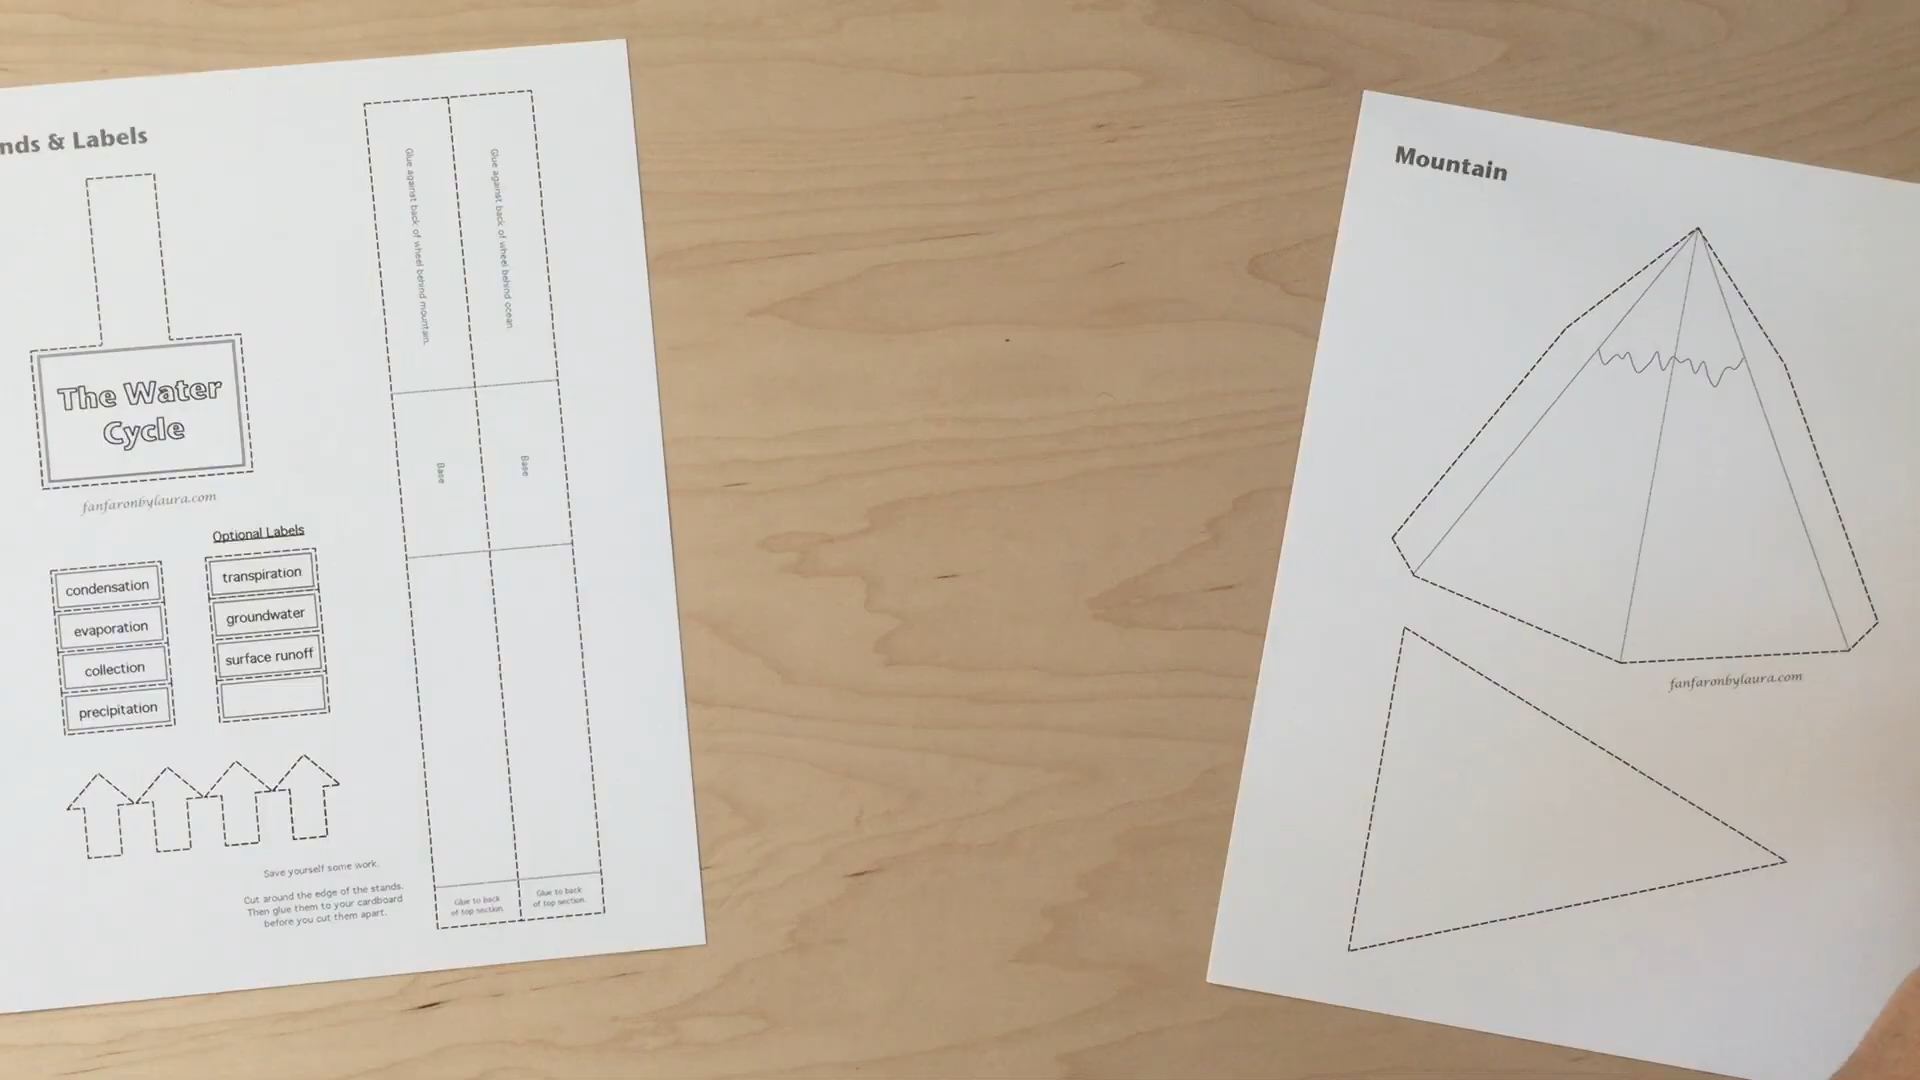 nds & Labels
Glue against back of wheel behind mountain.
Glue against back of wheel behind ocean.
The Water
Cycle
fanfaronbylaura.com
Base
Base
Optional Labels
condensation
evaporation
collection
precipitation
transpiration
groundwater
surface runoff
Save yourself some work.
Cut around the edge of the stands.
Then glue them to your cardboard
before you cut them apart.
Glue to back
of top section.
Glue to back
of top section.
Mountain
fanfaronbylaura.com